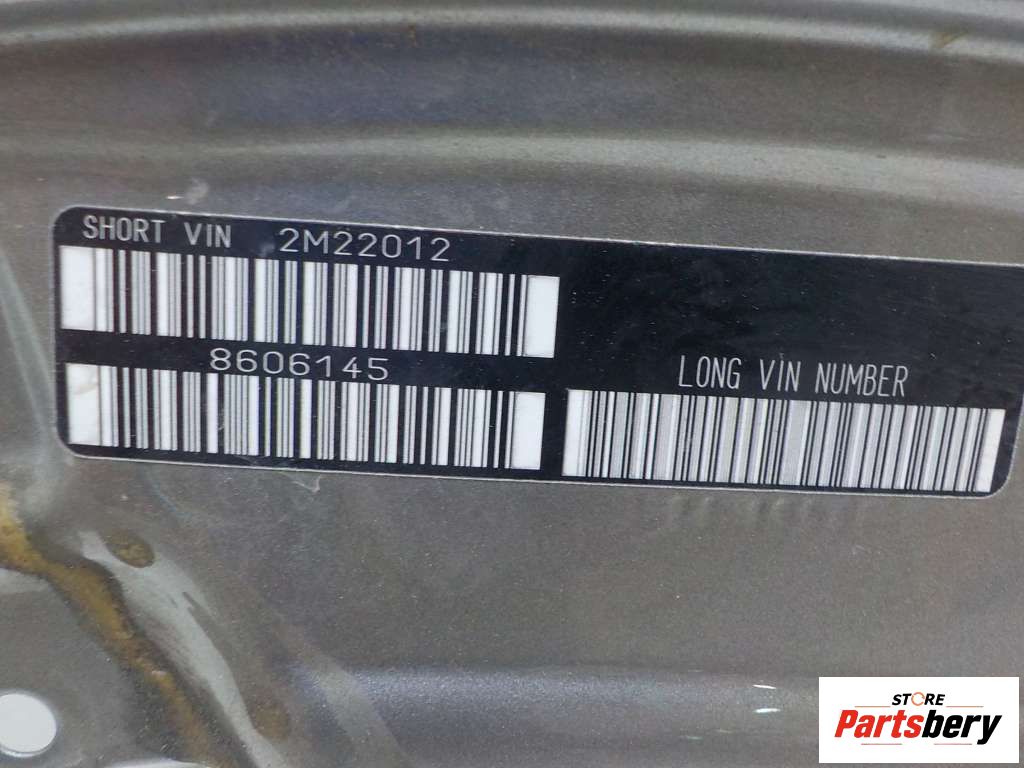 SHORT VIN 2M22012
8606145
LONG VIN NUMBER
STORE
Partsbery